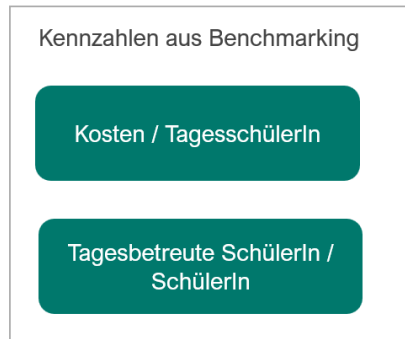 Kennzahlen aus Benchmarking
Kosten / TagesschülerIn
Tagesbetreute SchülerIn /
SchülerIn